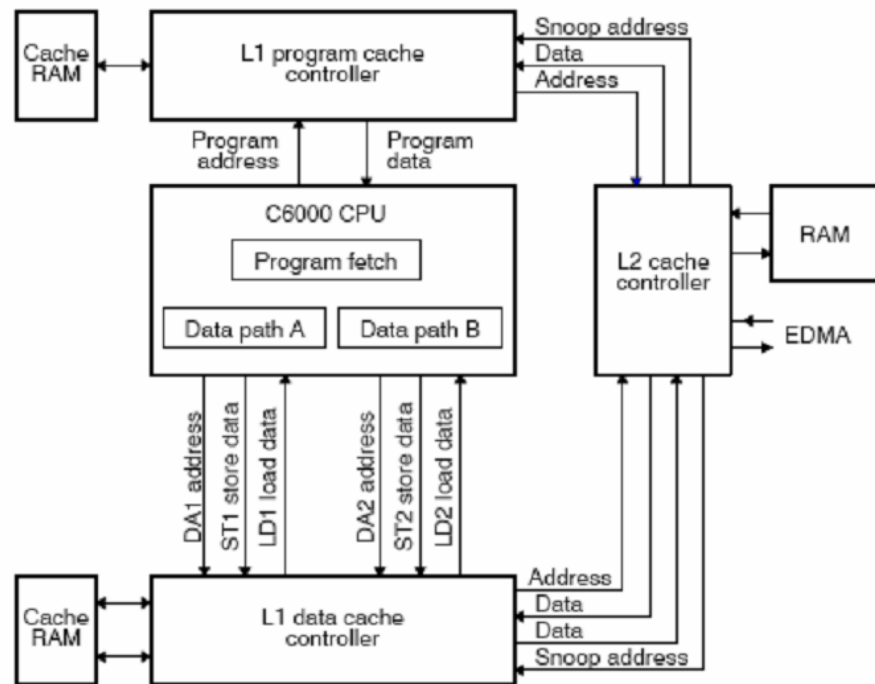 Snoop address
Cache
RAM
L1 program cache
controller
Data
Address
Program
address
Program
data
C6000 CPU
Program fetch
Data path A
Data path B
L2 cache
controller
RAM
EDMA
DA1 address
ST1 store data
LD1 load data
DA2 address
ST2 store data
LD2 load data
Cache
RAM
L1 data cache
controller
Address
Data
Data
Snoop address